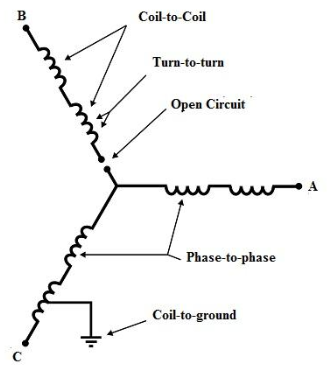 B
Coil-to-Coil
Turn-to-turn
Open Circuit
A
Phase-to-phase
Coil-to-ground
C